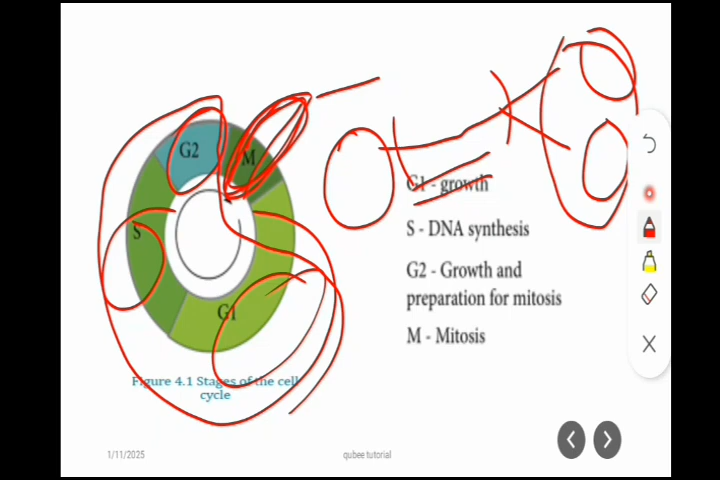 G2
M
S
G1
Figure 4.1 Stages of the cell
cycle
G1 - growth
S - DNA synthesis
G2 - Growth and
preparation for mitosis
M - Mitosis
1/11/2025
qubee tutorial